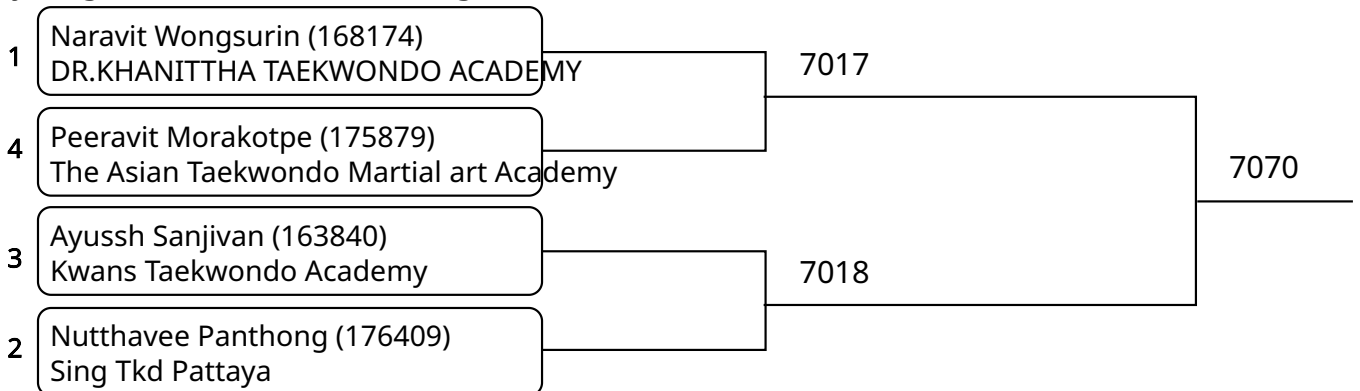 1
Naravit Wongsurin (168174)
DR.KHANITTHA TAEKWONDO ACADEMY
7017
4
Peeravit Morakotpe (175879)
The Asian Taekwondo Martial art Academy
7070
3
Ayussh Sanjivan (163840)
Kwans Taekwondo Academy
7018
2
Nutthavee Panthong (176409)
Sing Tkd Pattaya